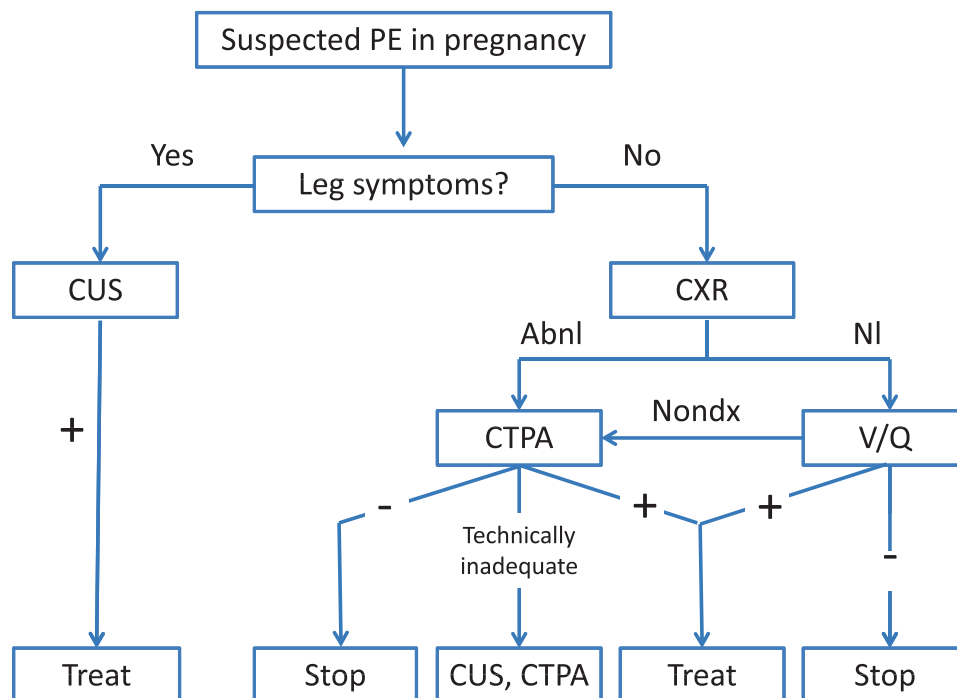 Suspected PE in pregnancy
Yes
Leg symptoms?
No
CUS
CXR
Abnl
Nl
+
CTPA
Nondx
V/Q
-
Technically
inadequate
+
+
-
Treat
Stop
CUS, CTPA
Treat
Stop